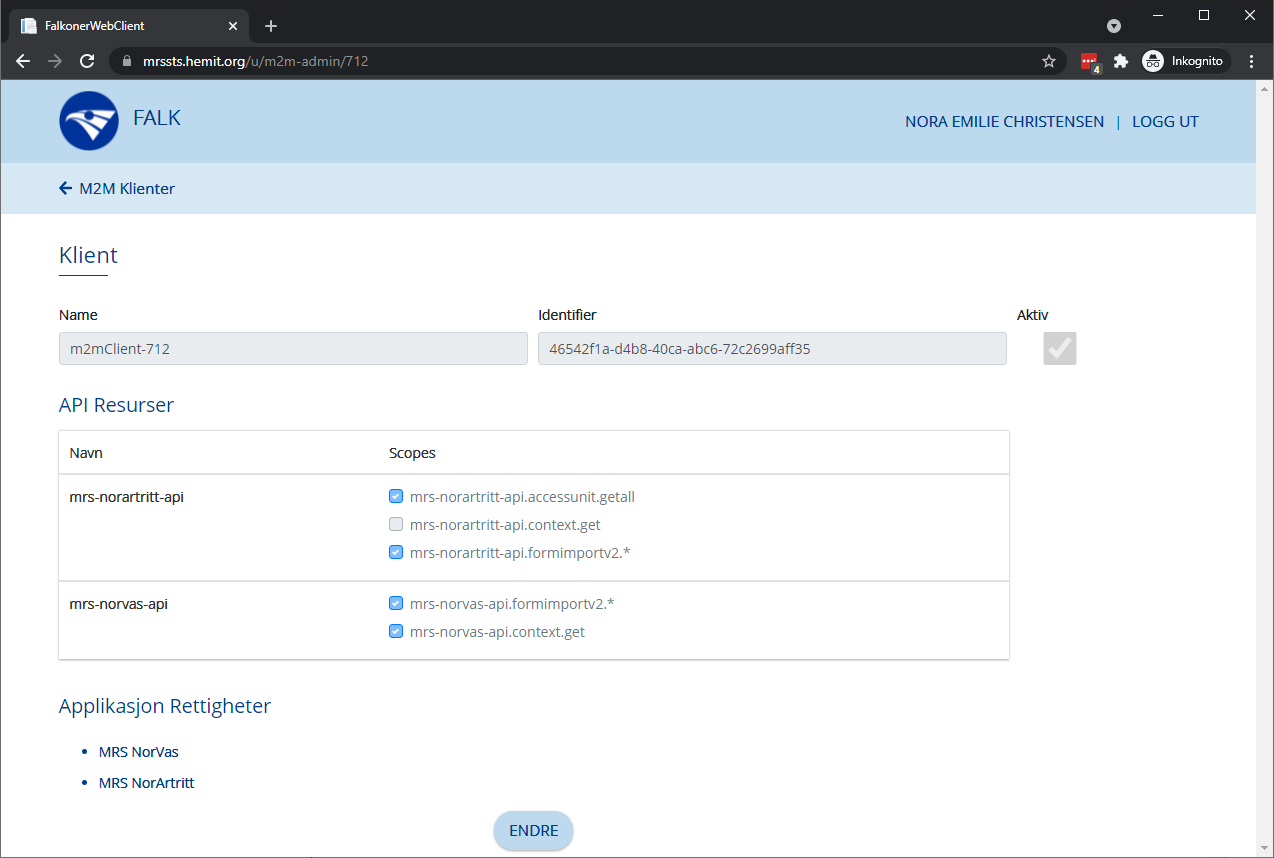 FalkonerWebClient
mrssts.hemit.org/u/m2m-admin/712
4
Inkognito
FALK
NORA EMILIE CHRISTENSEN | LOGG UT
M2M Klienter
Klient
Name Identifier Aktiv
m2mClient-712 46542f1a-d4b8-40ca-abc6-72c2699aff35
API Resurser
Navn Scopes
mrs-norartritt-api mrs-norartritt-api.accessunit.getall
mrs-norartritt-api.context.get
mrs-norartritt-api.formimportv2.*
mrs-norvas-api mrs-norvas-api.formimportv2.*
mrs-norvas-api.context.get
Applikasjon Rettigheter
• MRS NorVas
• MRS NorArtritt
ENDRE